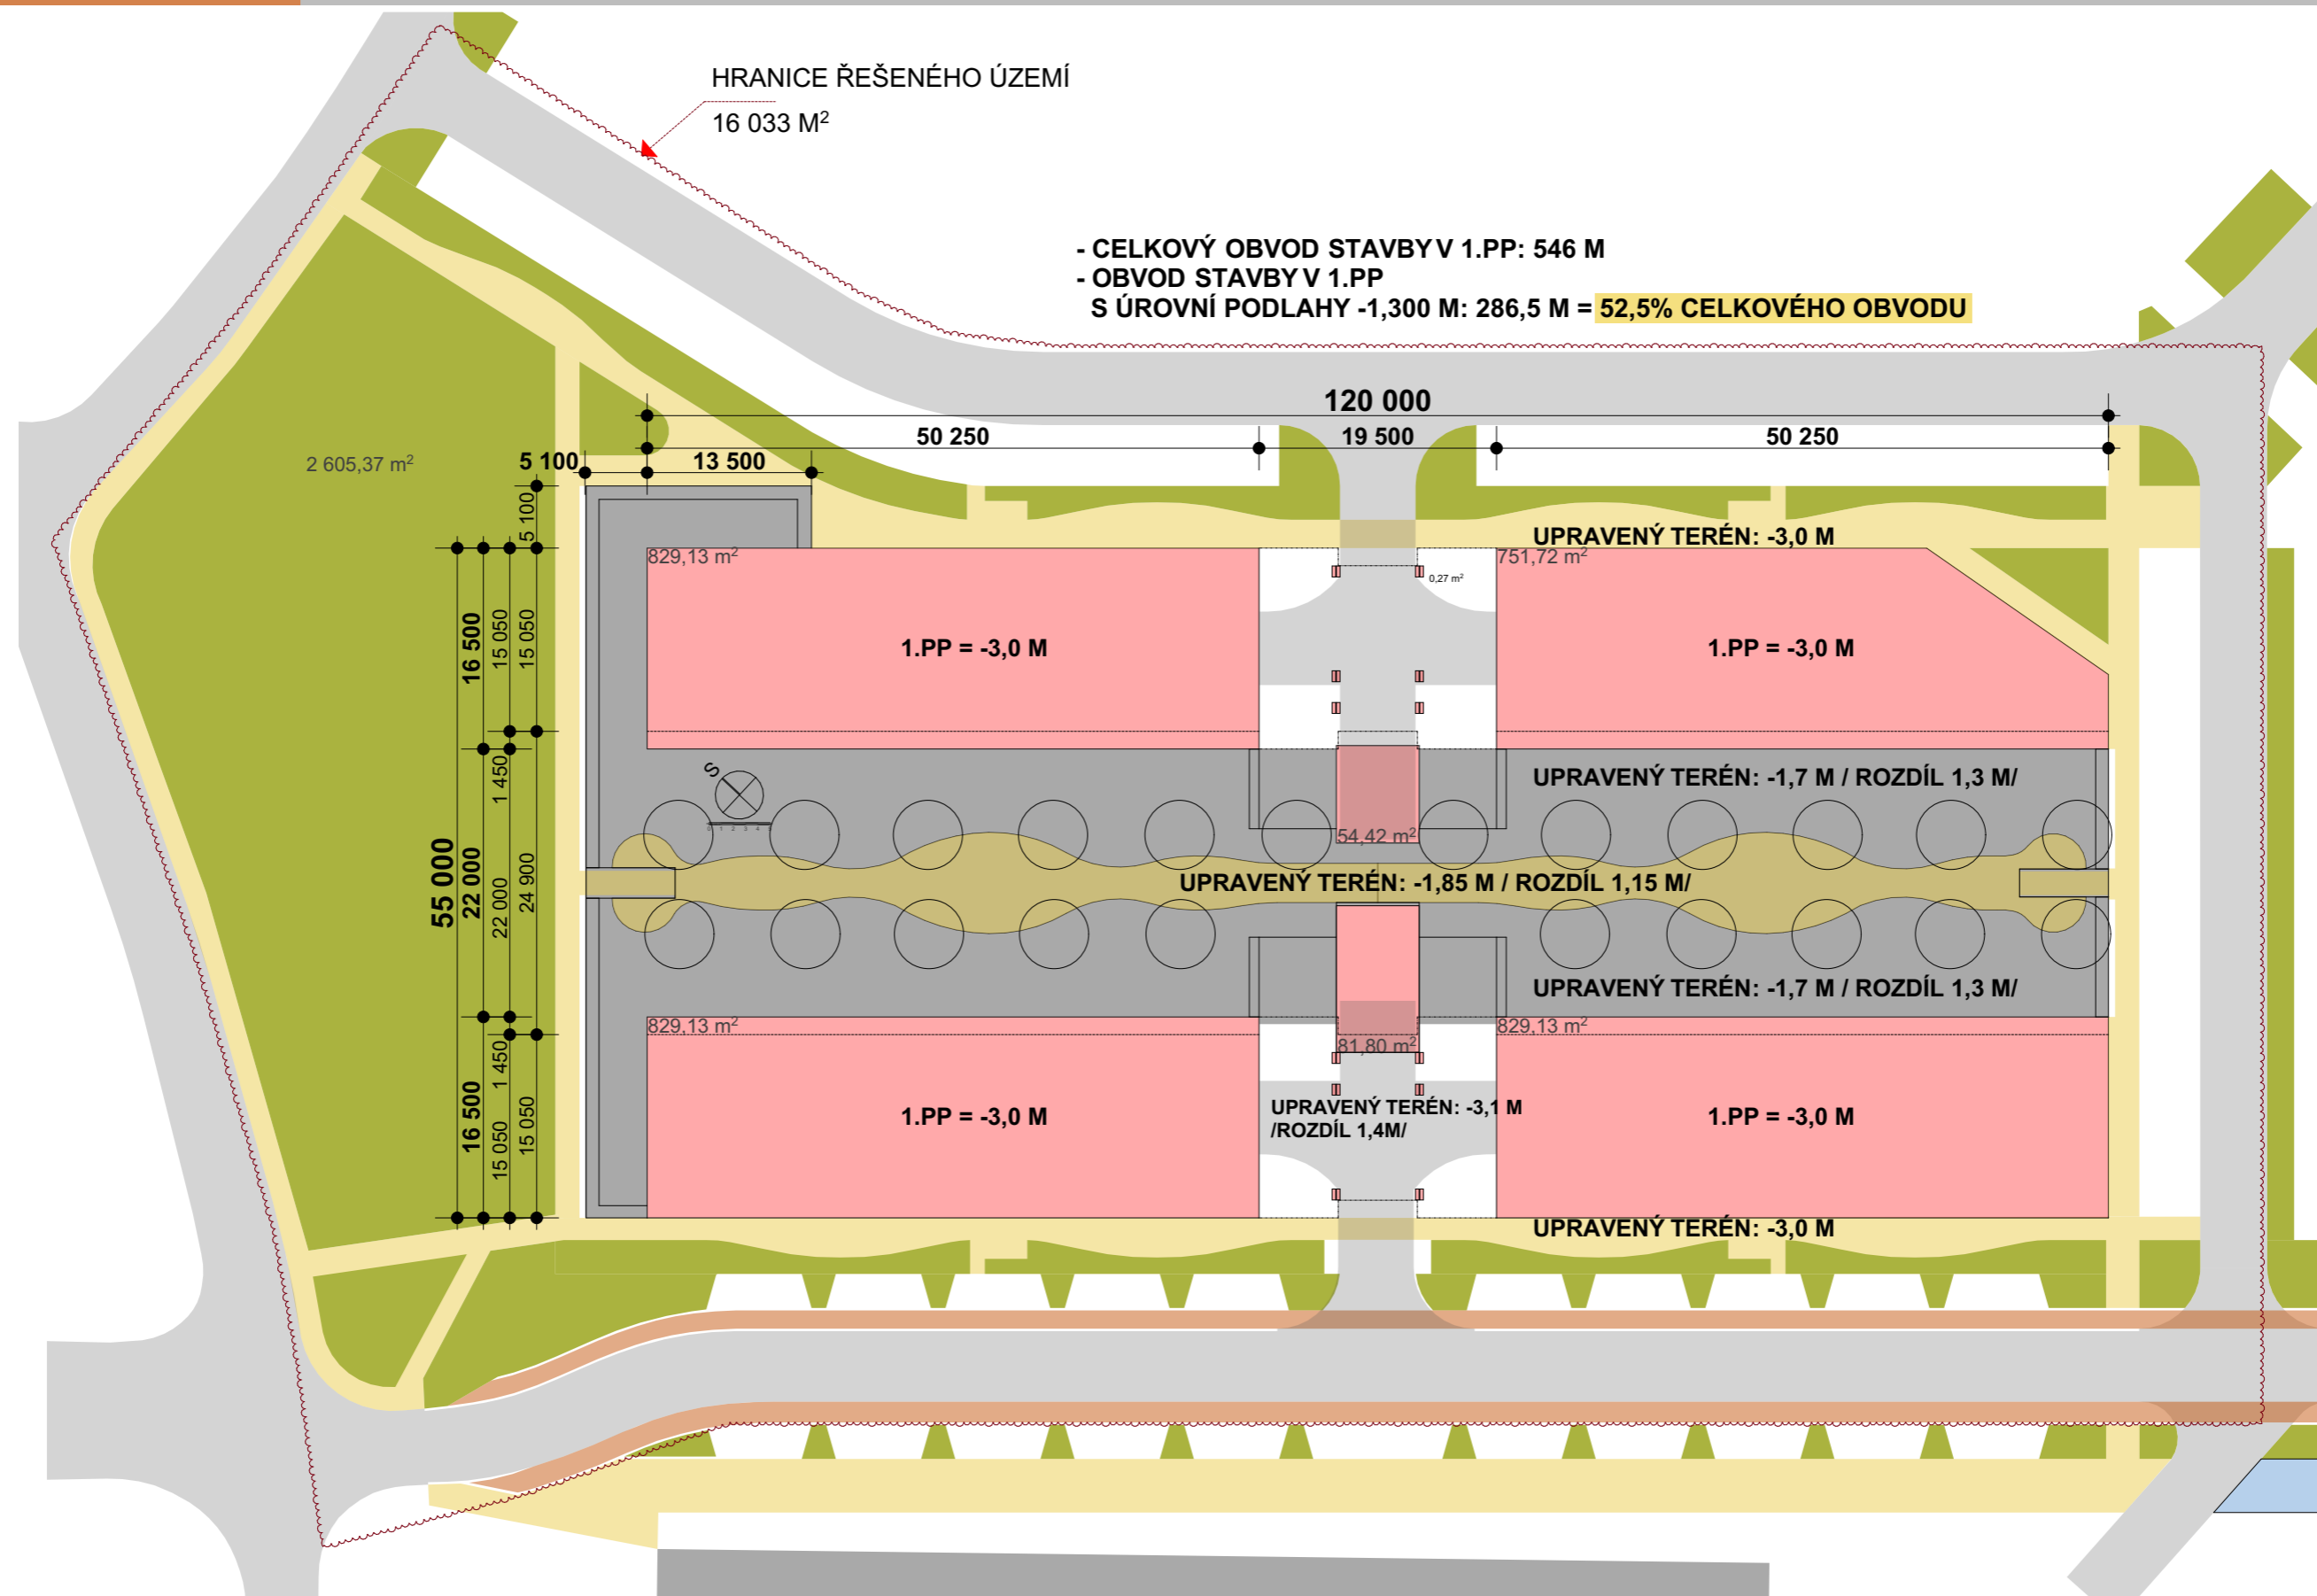 HRANICE ŘEŠENÉHO ÚZEMÍ
16 033 M²
- CELKOVÝ OBVOD STAVBY V 1.PP: 546 M
- OBVOD STAVBY V 1.PP
S ÚROVNÍ PODLAHY -1,300 M: 286,5 M = 52,5% CELKOVÉHO OBVODU
120 000
50 250
19 500
50 250
2 605,37 m²
5 100
13 500
5 100
UPRAVENÝ TERÉN: -3,0 M
829,13 m²
751,72 m²
0,27 m²
16 500
15 050
15 050
1.PP = -3,0 M
1.PP = -3,0 M
S
1 450
UPRAVENÝ TERÉN: -1,7 M / ROZDÍL 1,3 M/
0 1 2 3 4 5
54,42 m²
55 000
22 000
22 000
24 900
UPRAVENÝ TERÉN: -1,85 M / ROZDÍL 1,15 M/
UPRAVENÝ TERÉN: -1,7 M / ROZDÍL 1,3 M/
829,13 m²
829,13 m²
81,80 m²
1 450
16 500
15 050
15 050
1.PP = -3,0 M
UPRAVENÝ TERÉN: -3,1 M
/ROZDÍL 1,4M/
1.PP = -3,0 M
UPRAVENÝ TERÉN: -3,0 M